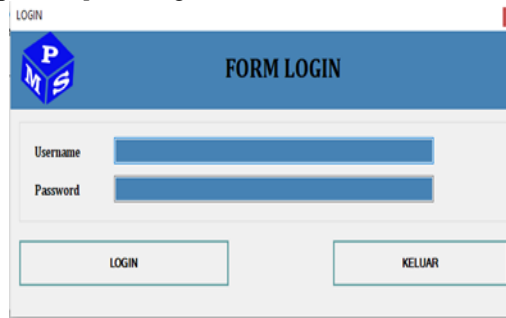 LOGIN
P
M S
FORM LOGIN
Username
Password
LOGIN
KELUAR